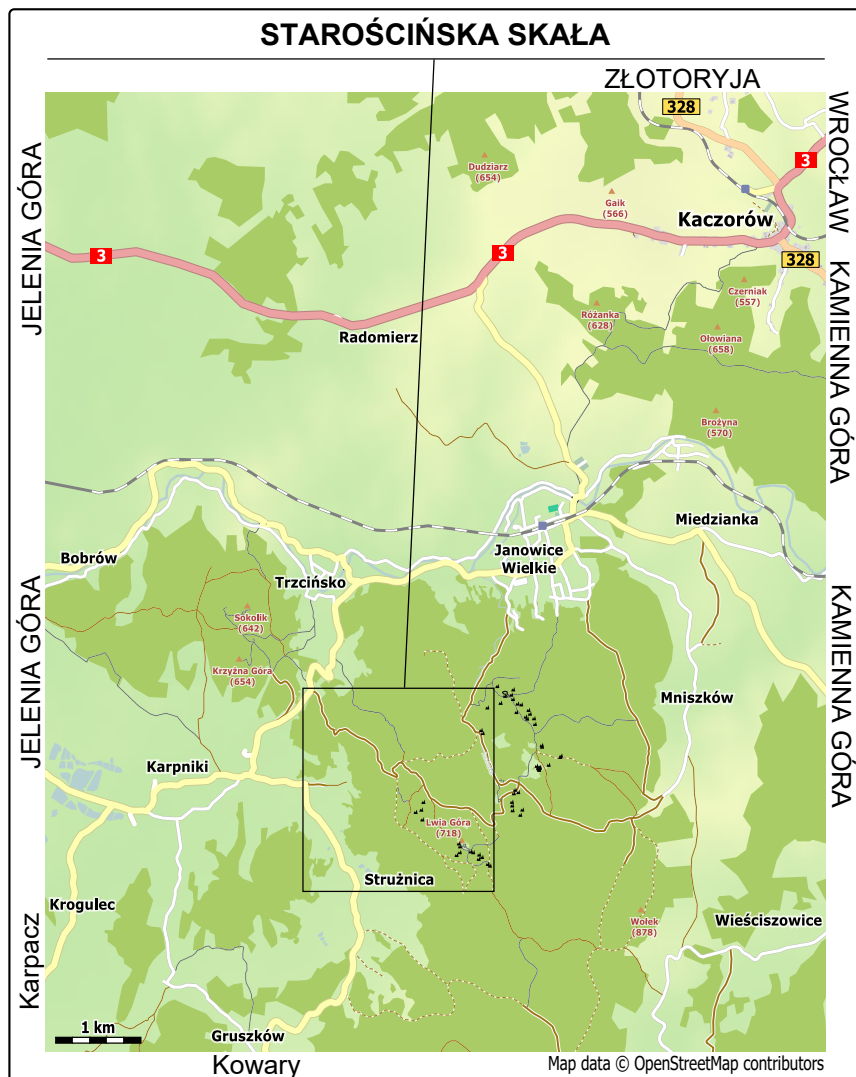 STAROŚCIŃSKA SKAŁA
ZŁOTORYJA
JELENIA GÓRA
WROCŁAW
328
3
Dudziarz
(654)
Gaik
(566)
Kaczorów
3
3
328
KAMIENNA GÓRA
Czerniak
(557)
Różanka
(628)
Ołowiana
(658)
Radomierz
Brożyna
(570)
Miedzianka
Janowice
Wielkie
Bobrów
Trzcińsko
JELENIA GÓRA
KAMIENNA GÓRA
Sokolik
(642)
Krzyżna Góra
(654)
Mniszków
Karpniki
Lwia Góra
(718)
Strużnica
Krogulec
Karpacz
Wołek
(878)
Wieściszowice
1 km
Gruszków
Kowary
Map data © OpenStreetMap contributors